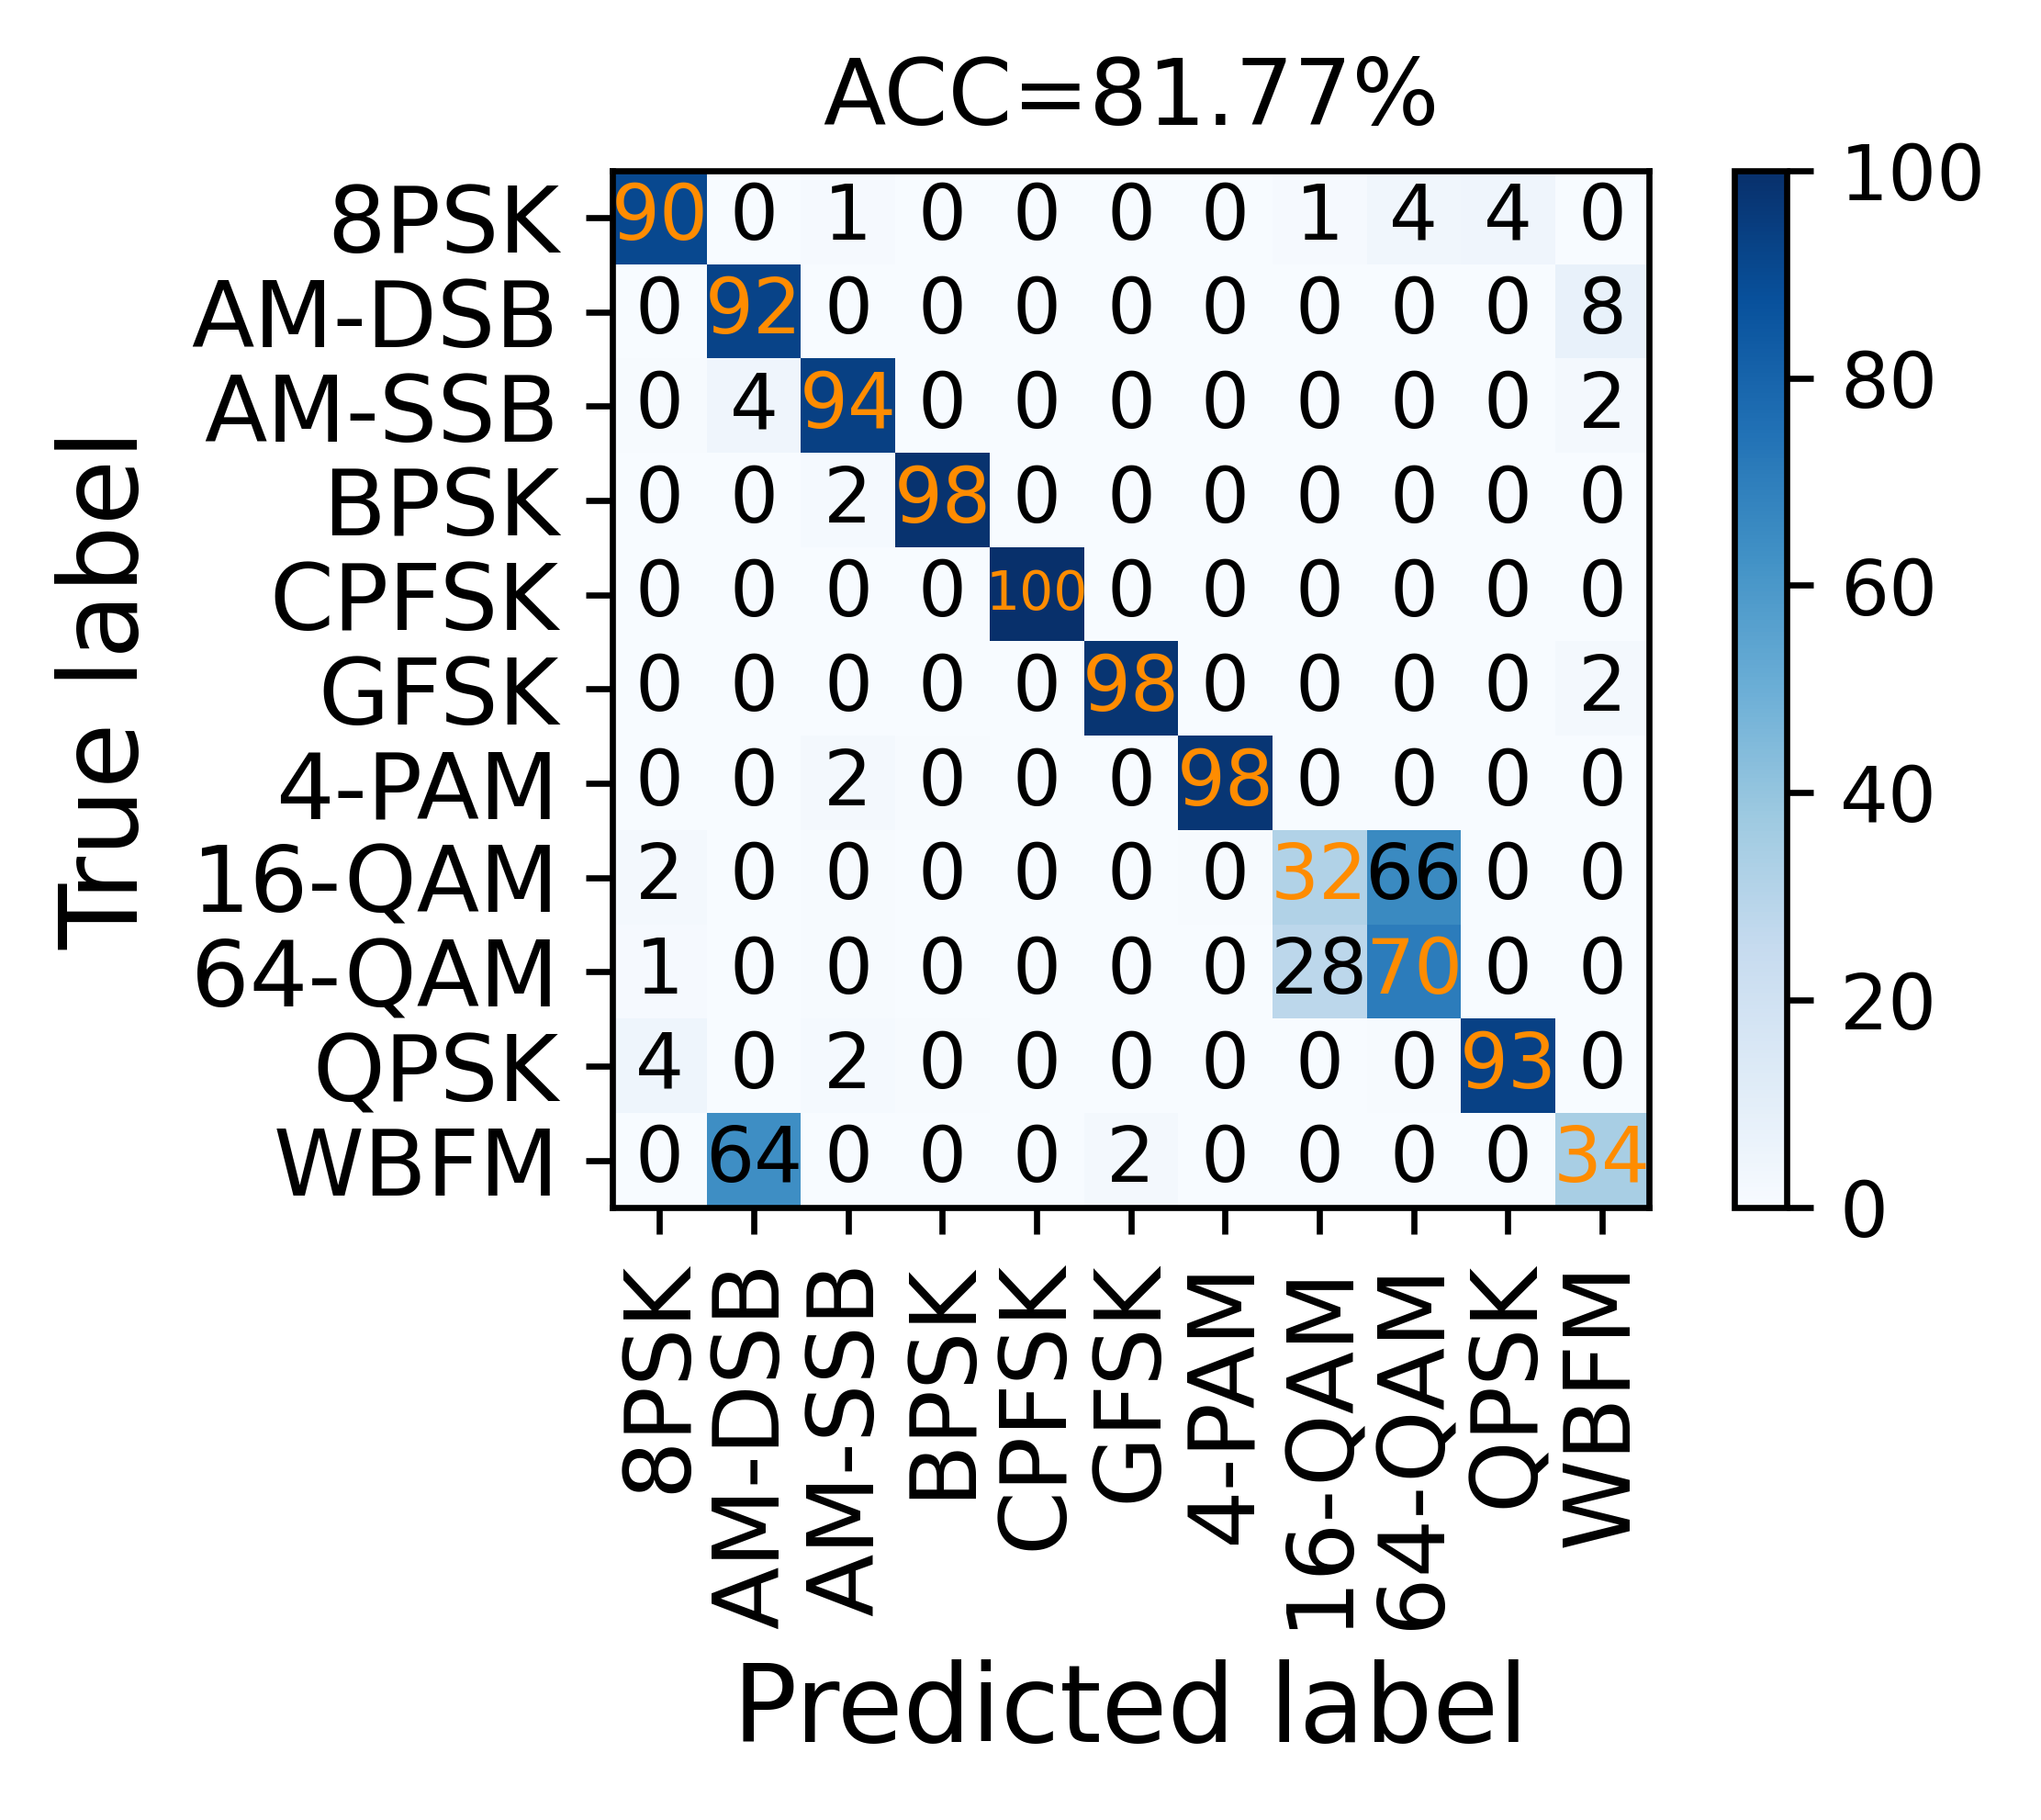 ACC=81.77%
8PSK 90 0 1 0 0 0 0 1 4 4 0
AM-DSB 0 92 0 0 0 0 0 0 0 0 8
AM-SSB 0 4 94 0 0 0 0 0 0 0 2
BPSK 0 0 2 98 0 0 0 0 0 0 0
CPFSK 0 0 0 0 100 0 0 0 0 0 0
GFSK 0 0 0 0 0 98 0 0 0 0 2
4-PAM 0 0 2 0 0 0 98 0 0 0 0
16-QAM 2 0 0 0 0 0 0 32 66 0 0
64-QAM 1 0 0 0 0 0 0 28 70 0 0
QPSK 4 0 2 0 0 0 0 0 0 93 0
WBFM 0 64 0 0 0 2 0 0 0 0 34
True label
8PSK AM-DSB AM-SSB BPSK CPFSK GFSK 4-PAM 16-QAM 64-QAM QPSK WBFM
Predicted label
100
80
60
40
20
0